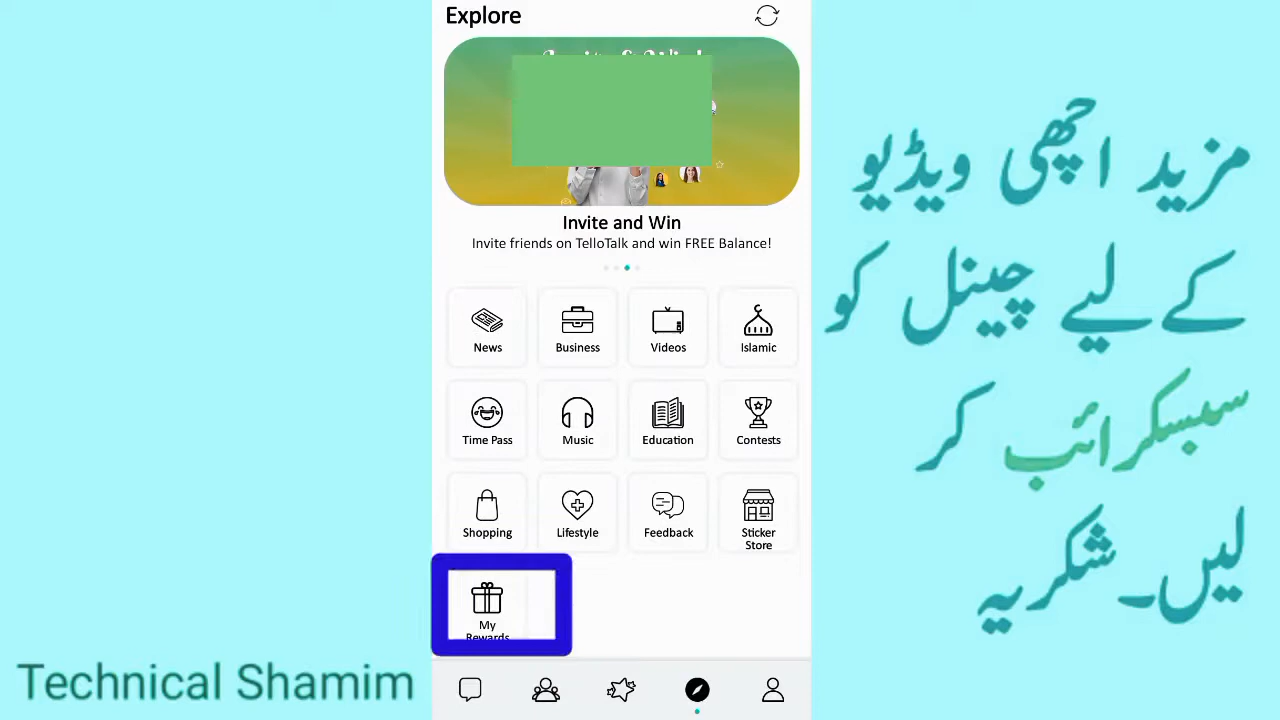 Explore
Invite and Win
Invite friends on TelloTalk and win FREE Balance!
News
Business
Videos
Islamic
Time Pass
Music
Education
Contests
Shopping
Lifestyle
Feedback
Sticker
Store
My
Rewards
مزید اچھی ویڈیو
کےلیے چینل کو
سبسکرائب کر
لیں۔شکریہ
Technical Shamim